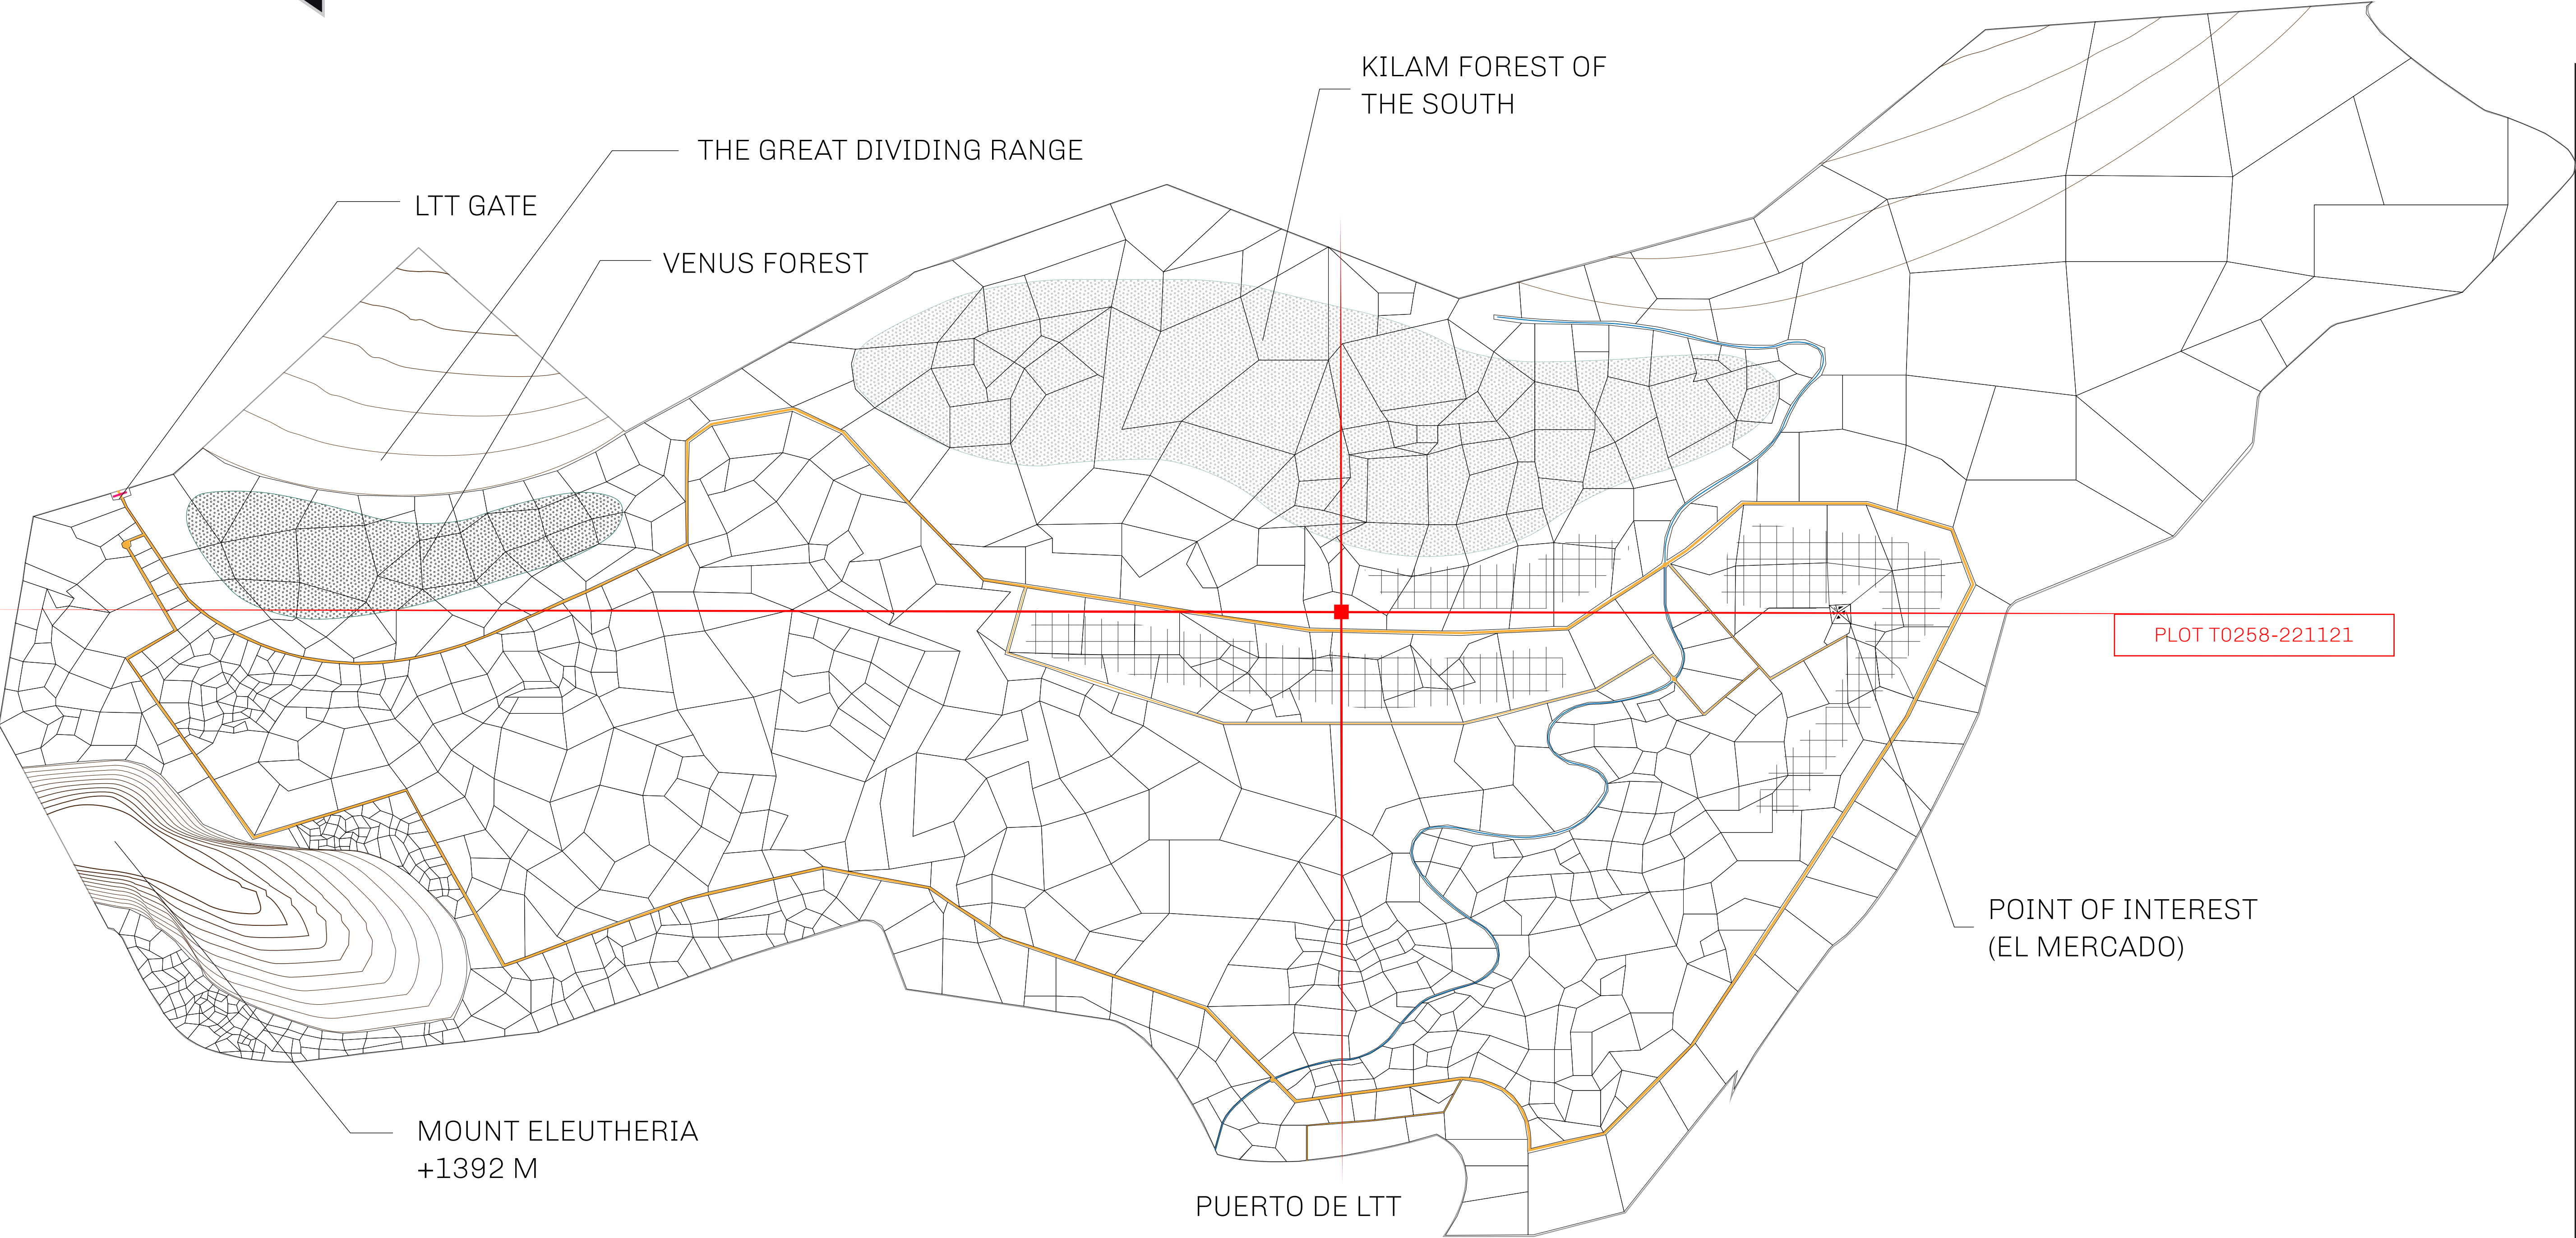 KILAM FOREST OF
THE SOUTH
THE GREAT DIVIDING RANGE
LTT GATE
VENUS FOREST
PLOT T0258-221121
POINT OF INTEREST
(EL MERCADO)
MOUNT ELEUTHERIA
+1392 M
PUERTO DE LTT